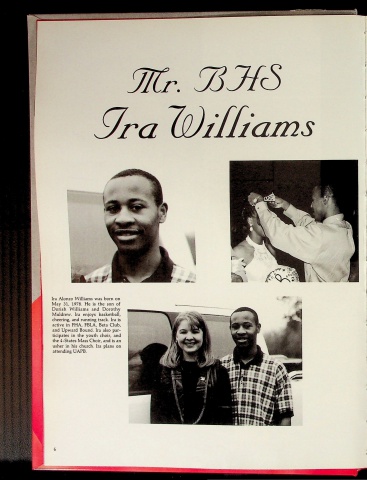 Mr. BHS
Ira Williams
Ira Alonzo Williams was born on
May 31, 1976. He is the son of
Danish Williams and Dorothy
Muldrew. Ira enjoys basketball,
cheering, and running track. Ira is
active in FHA, FBLA, Beta Club,
and Upward Bound. Ira also par-
ticipates in the youth choir, and
the 4-States Mass Choir, and is an
usher in his church. Ira plans on
attending UAPB.
6